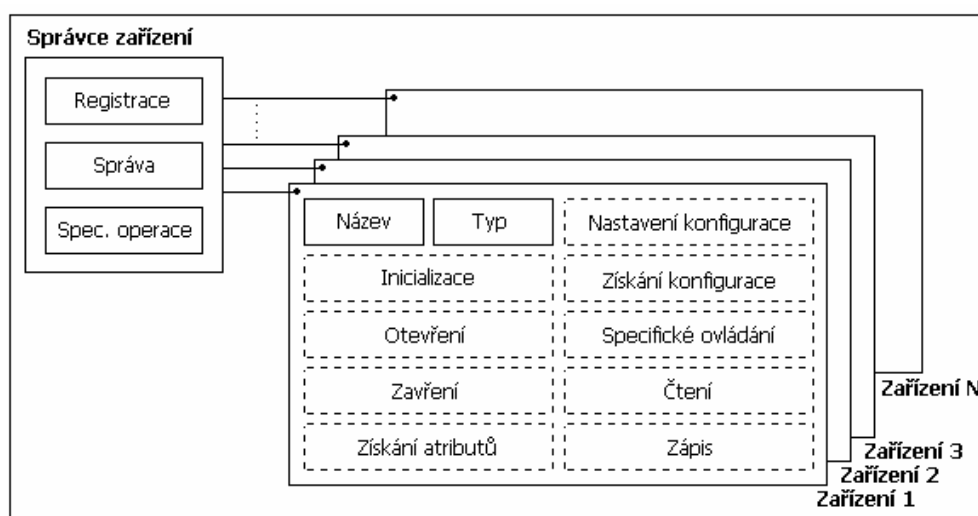 Správce zařízení
Registrace
Správa
Spec. operace
Název
Typ
Nastavení konfigurace
Inicializace
Získání konfigurace
Otevření
Specifické ovládání
Zavření
Čtení
Získání atributů
Zápis
Zařízení N
Zařízení 3
Zařízení 2
Zařízení 1